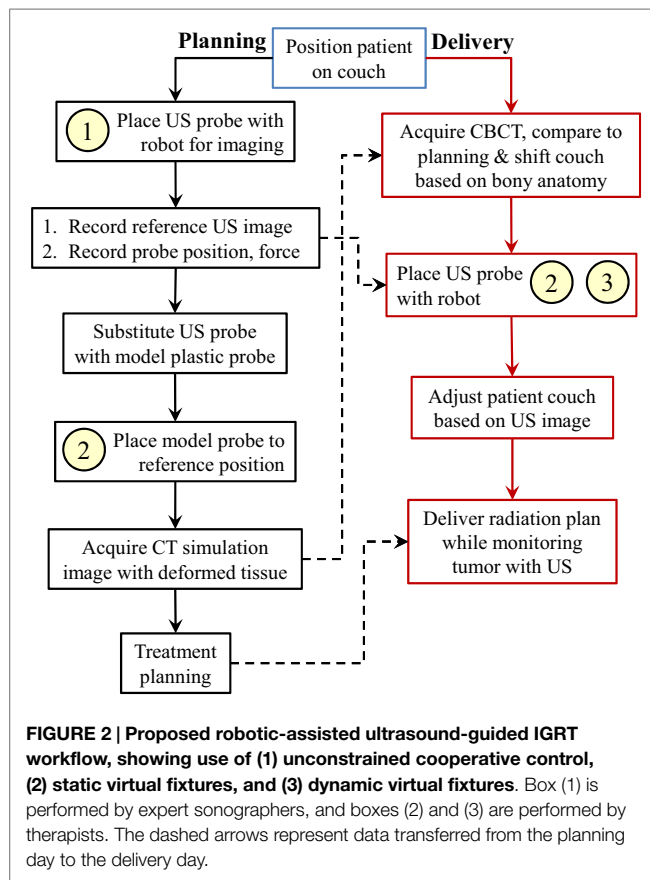 Planning
Position patient
on couch
Delivery
1
Place US probe with
robot for imaging
1. Record reference US image
2. Record probe position, force
Substitute US probe
with model plastic probe
2
Place model probe to
reference position
Acquire CT simulation
image with deformed tissue
Treatment
planning
Acquire CBCT, compare to
planning & shift couch
based on bony anatomy
Place US probe
with robot
2
3
Adjust patient couch
based on US image
Deliver radiation plan
while monitoring
tumor with US
FIGURE 2 | Proposed robotic-assisted ultrasound-guided IGRT
workflow, showing use of (1) unconstrained cooperative control,
(2) static virtual fixtures, and (3) dynamic virtual fixtures. Box (1) is
performed by expert sonographers, and boxes (2) and (3) are performed by
therapists. The dashed arrows represent data transferred from the planning
day to the delivery day.